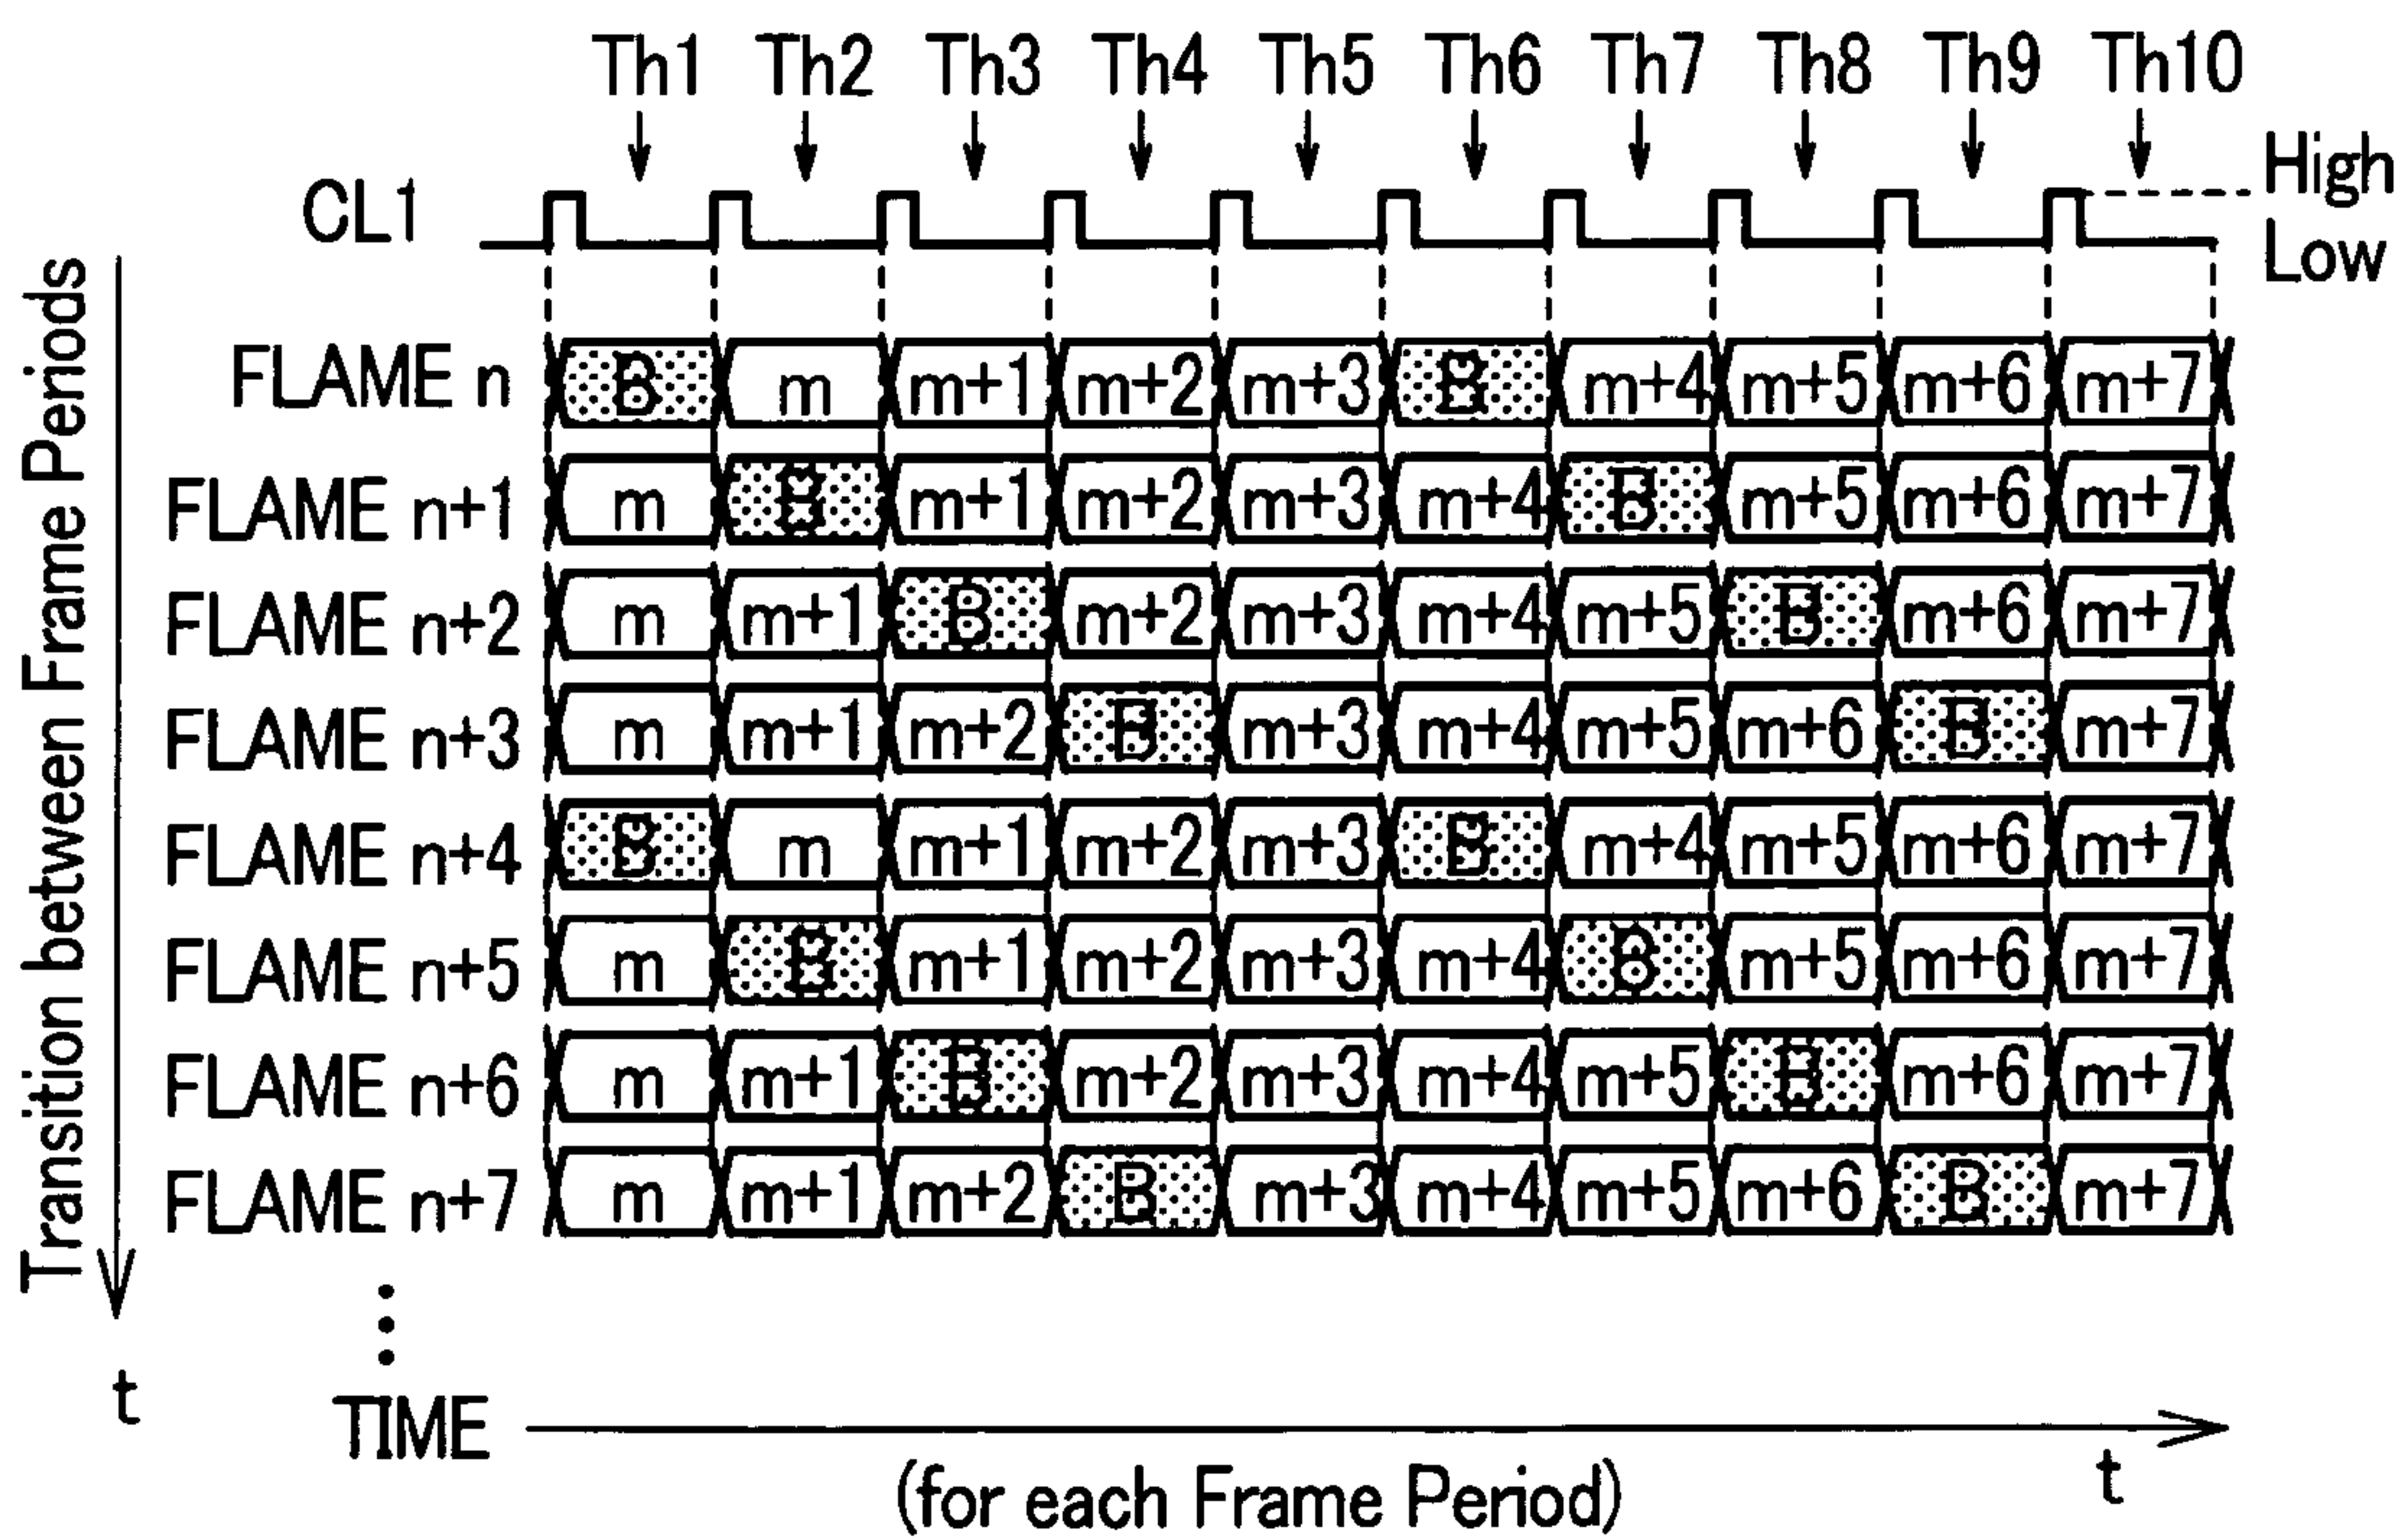 Th1 Th2 Th3 Th4 Th5 Th6 Th7 Th8 Th9 Th10
CL1
High
Low
Transition between Frame Periods
FLAME n B m m+1 m+2 m+3 B m+4 m+5 m+6 m+7
FLAME n+1 m B m+1 m+2 m+3 m+4 B m+5 m+6 m+7
FLAME n+2 m m+1 B m+2 m+3 m+4 m+5 B m+6 m+7
FLAME n+3 m m+1 m+2 B m+3 m+4 m+5 m+6 B m+7
FLAME n+4 B m m+1 m+2 m+3 B m+4 m+5 m+6 m+7
FLAME n+5 m B m+1 m+2 m+3 m+4 B m+5 m+6 m+7
FLAME n+6 m m+1 B m+2 m+3 m+4 m+5 B m+6 m+7
FLAME n+7 m m+1 m+2 B m+3 m+4 m+5 m+6 B m+7
t
TIME
t
(for each Frame Period)